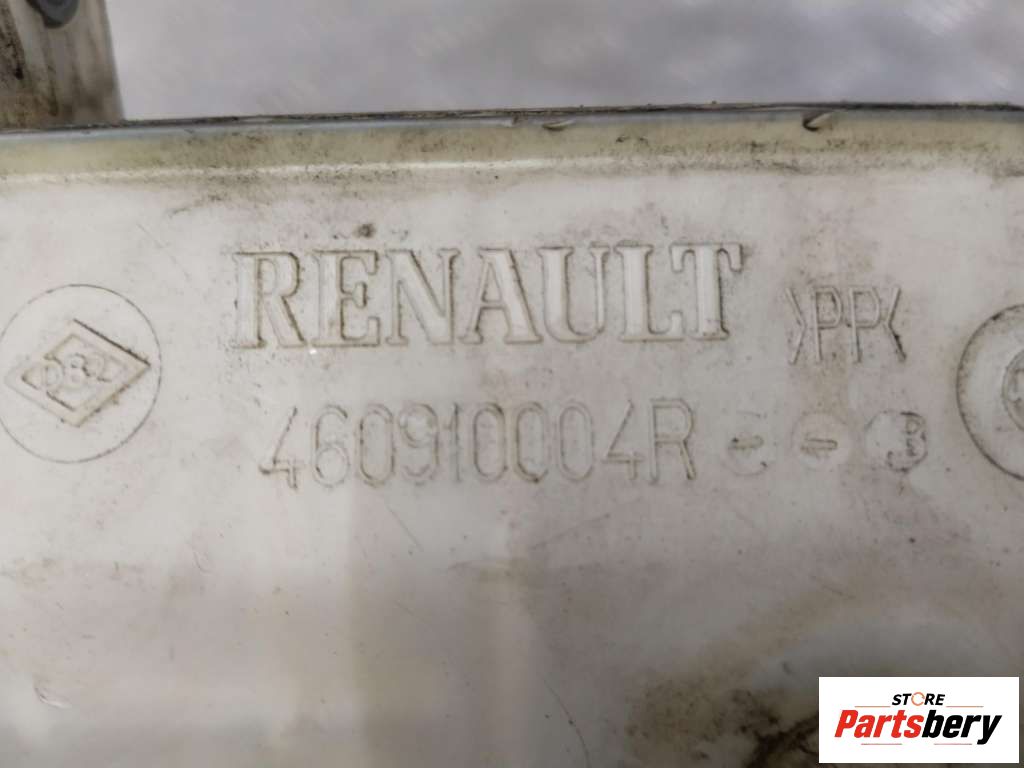 RENAULT
>PP<
460910004R - - B
STORE
Partsbery